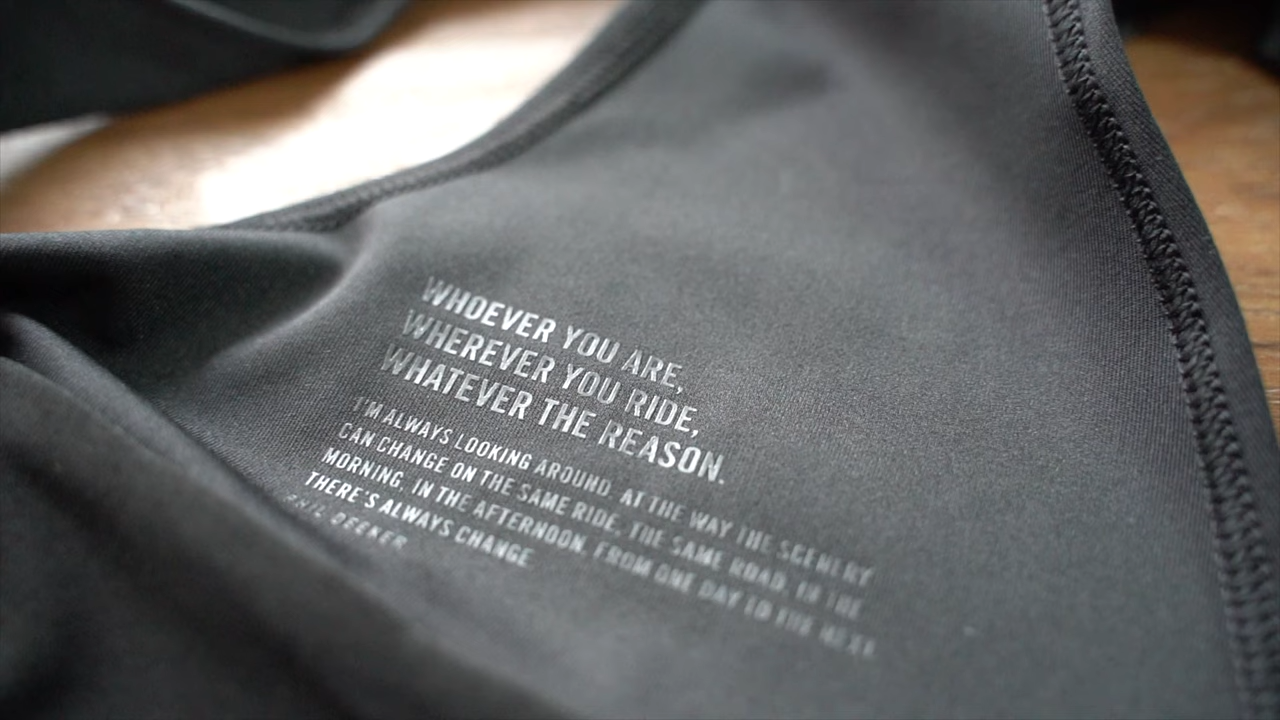 WHOEVER YOU ARE,
WHEREVER YOU RIDE,
WHATEVER THE REASON.
I'M ALWAYS LOOKING AROUND. AT THE WAY THE SCENERY
CAN CHANGE ON THE SAME RIDE, THE SAME ROAD, IN THE
MORNING, IN THE AFTERNOON, FROM ONE DAY TO THE NEXT
THERE'S ALWAYS CHANGE